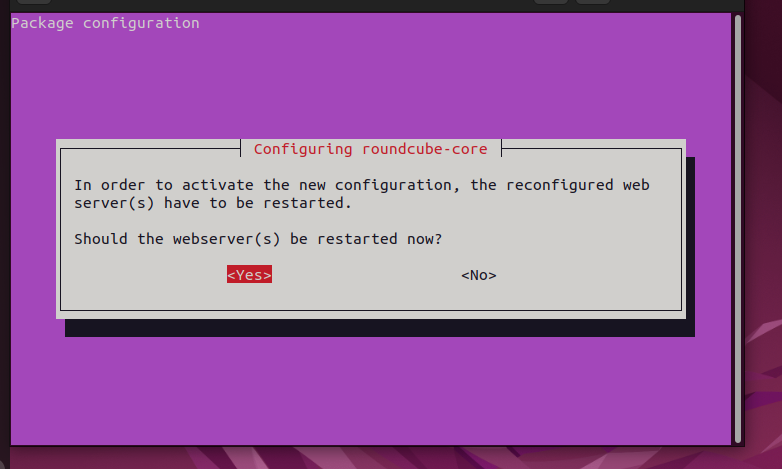 Package configuration
Configuring roundcube-core
In order to activate the new configuration, the reconfigured web
server(s) have to be restarted.
Should the webserver(s) be restarted now?
<Yes> <No>